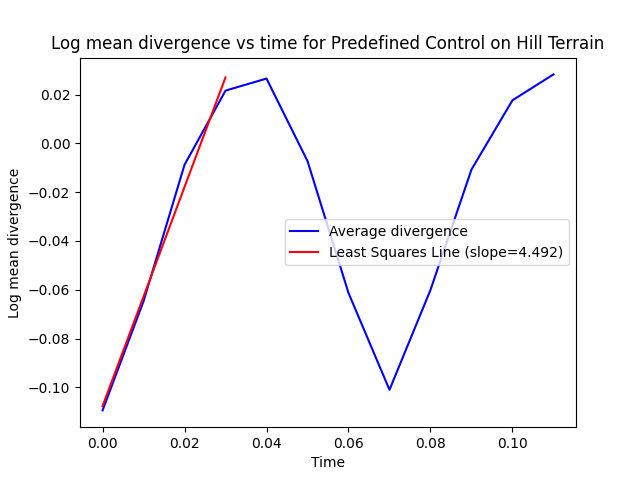 Log mean divergence vs time for Predefined Control on Hill Terrain
Log mean divergence
0.02
0.00
−0.02
−0.04
−0.06
−0.08
−0.10
Average divergence
Least Squares Line (slope=4.492)
0.00
0.02
0.04
0.06
0.08
0.10
Time